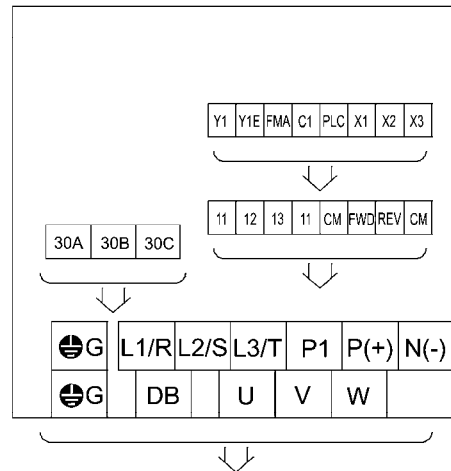 Y1 Y1E FMA C1 PLC X1 X2 X3
11 12 13 11 CM FWD REV CM
30A 30B 30C
G L1/R L2/S L3/T P1 P(+) N(-)
G DB U V W